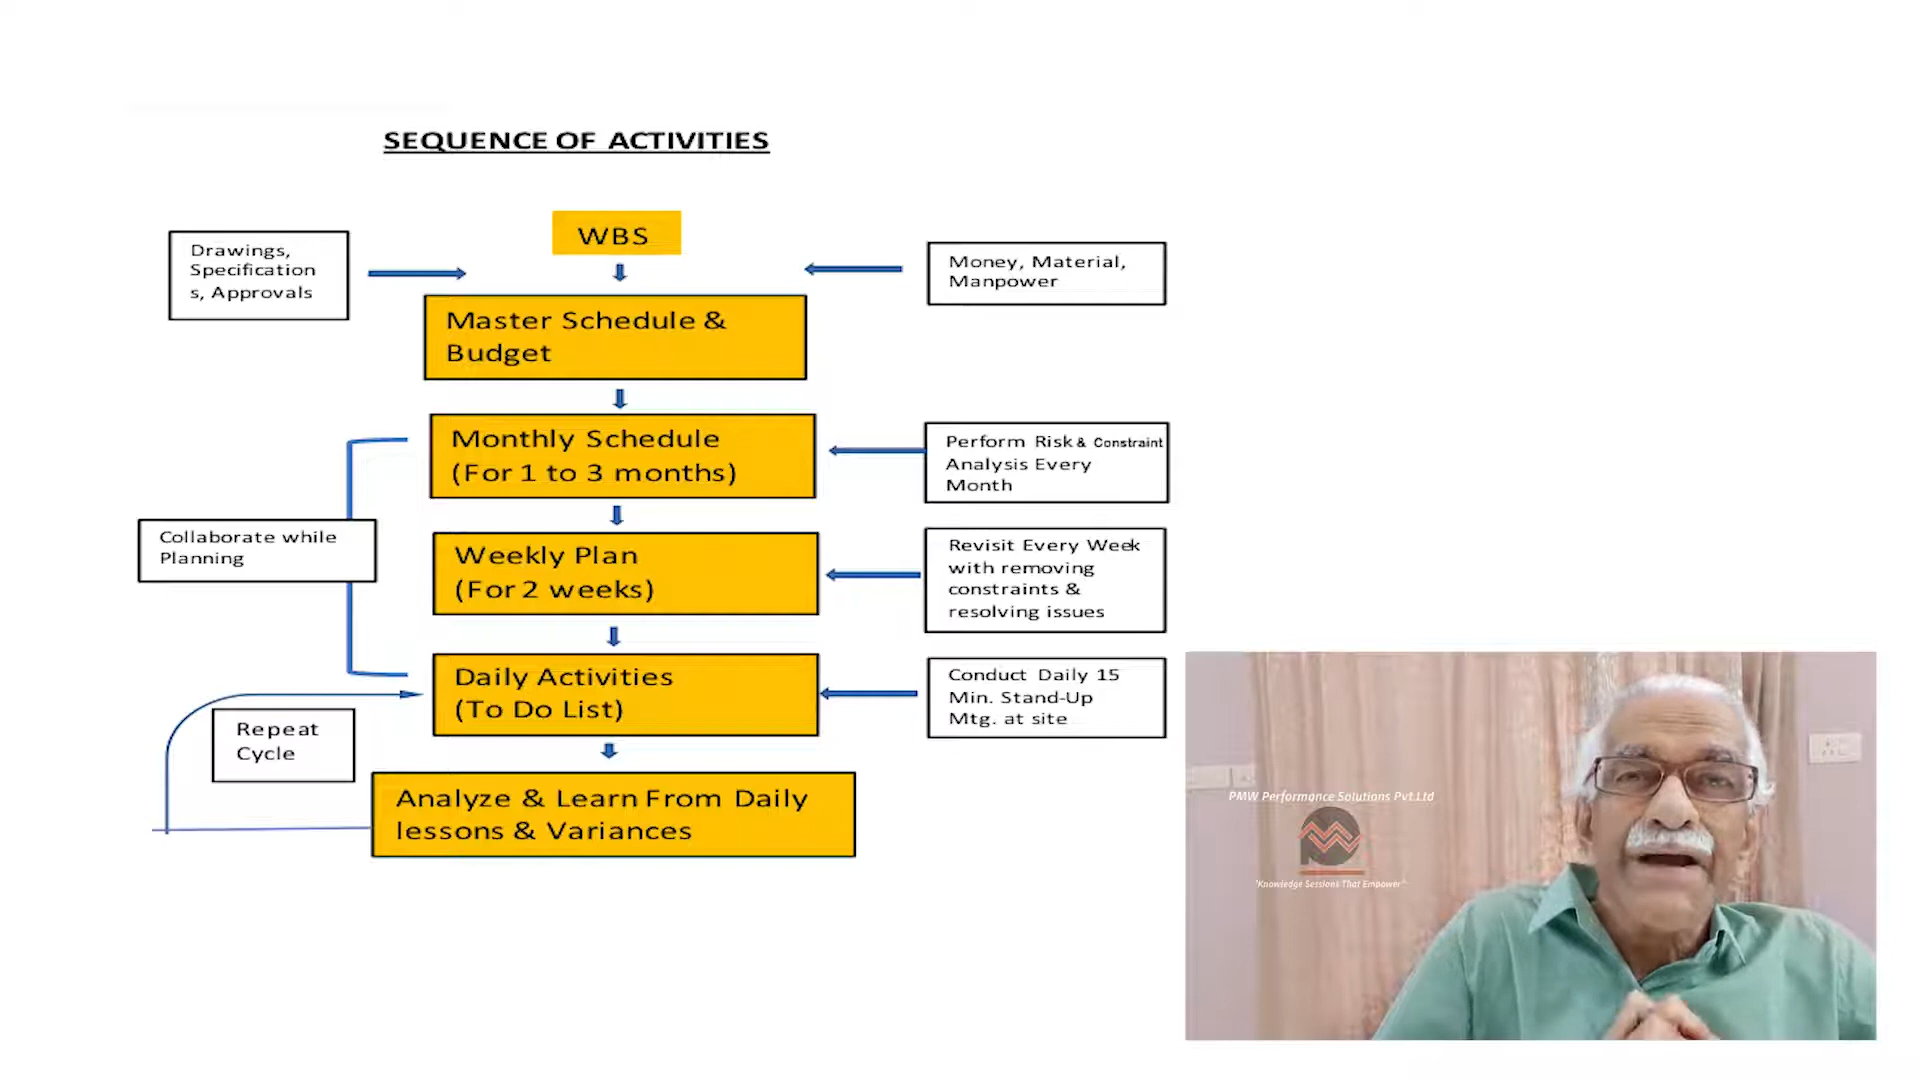 SEQUENCE OF ACTIVITIES
WBS
Drawings,
Specification
s, Approvals
Money, Material,
Manpower
Master Schedule &
Budget
Monthly Schedule
(For 1 to 3 months)
Perform Risk & Constraint
Analysis Every
Month
Collaborate while
Planning
Weekly Plan
(For 2 weeks)
Revisit Every Week
with removing
constraints &
resolving issues
Daily Activities
(To Do List)
Conduct Daily 15
Min. Stand-Up
Mtg. at site
Repeat
Cycle
Analyze & Learn From Daily
lessons & Variances
PMW Performance Solutions Pvt.Ltd
"Knowledge Sessions That Empower"